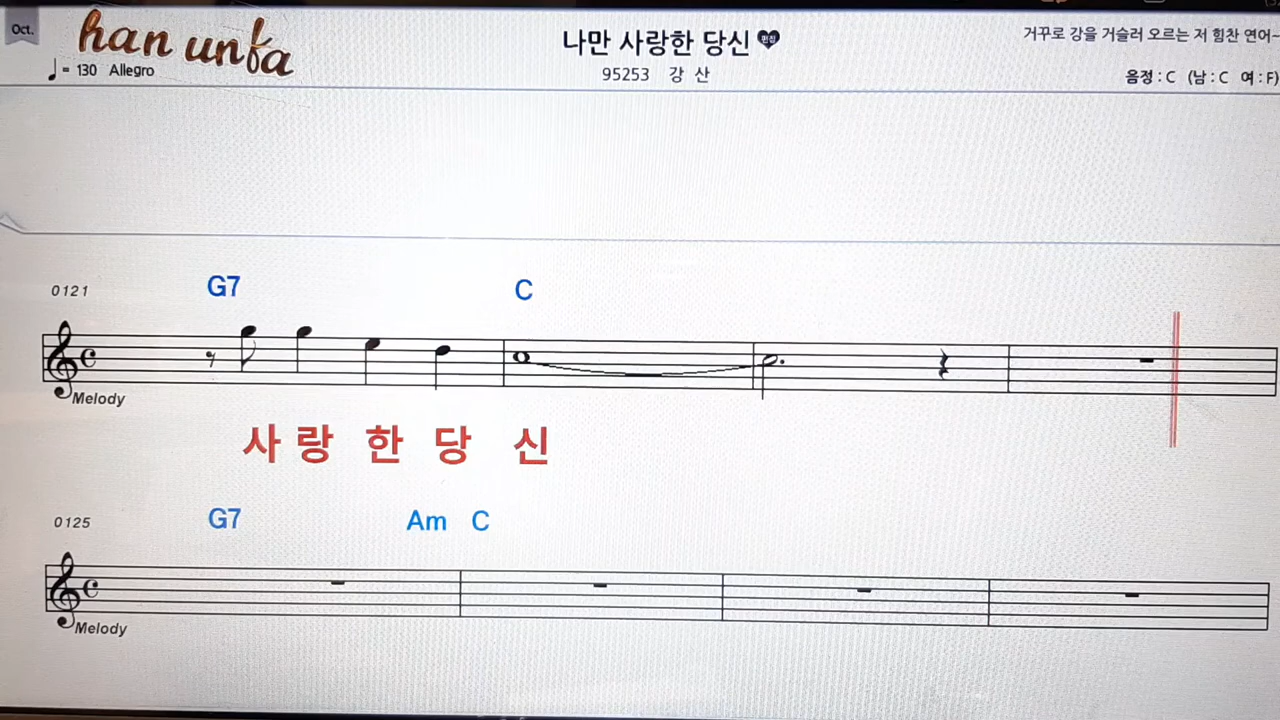 Oct.
han unfa
나만 사랑한 당신 편집
거꾸로 강을 거슬러 오르는 저 힘찬 연어~
♩= 130 Allegro
95253 강 산
음정 : C (남 : C 여 : F)
0121
G7 C
Melody
사 랑 한 당 신
0125
G7 Am C
Melody